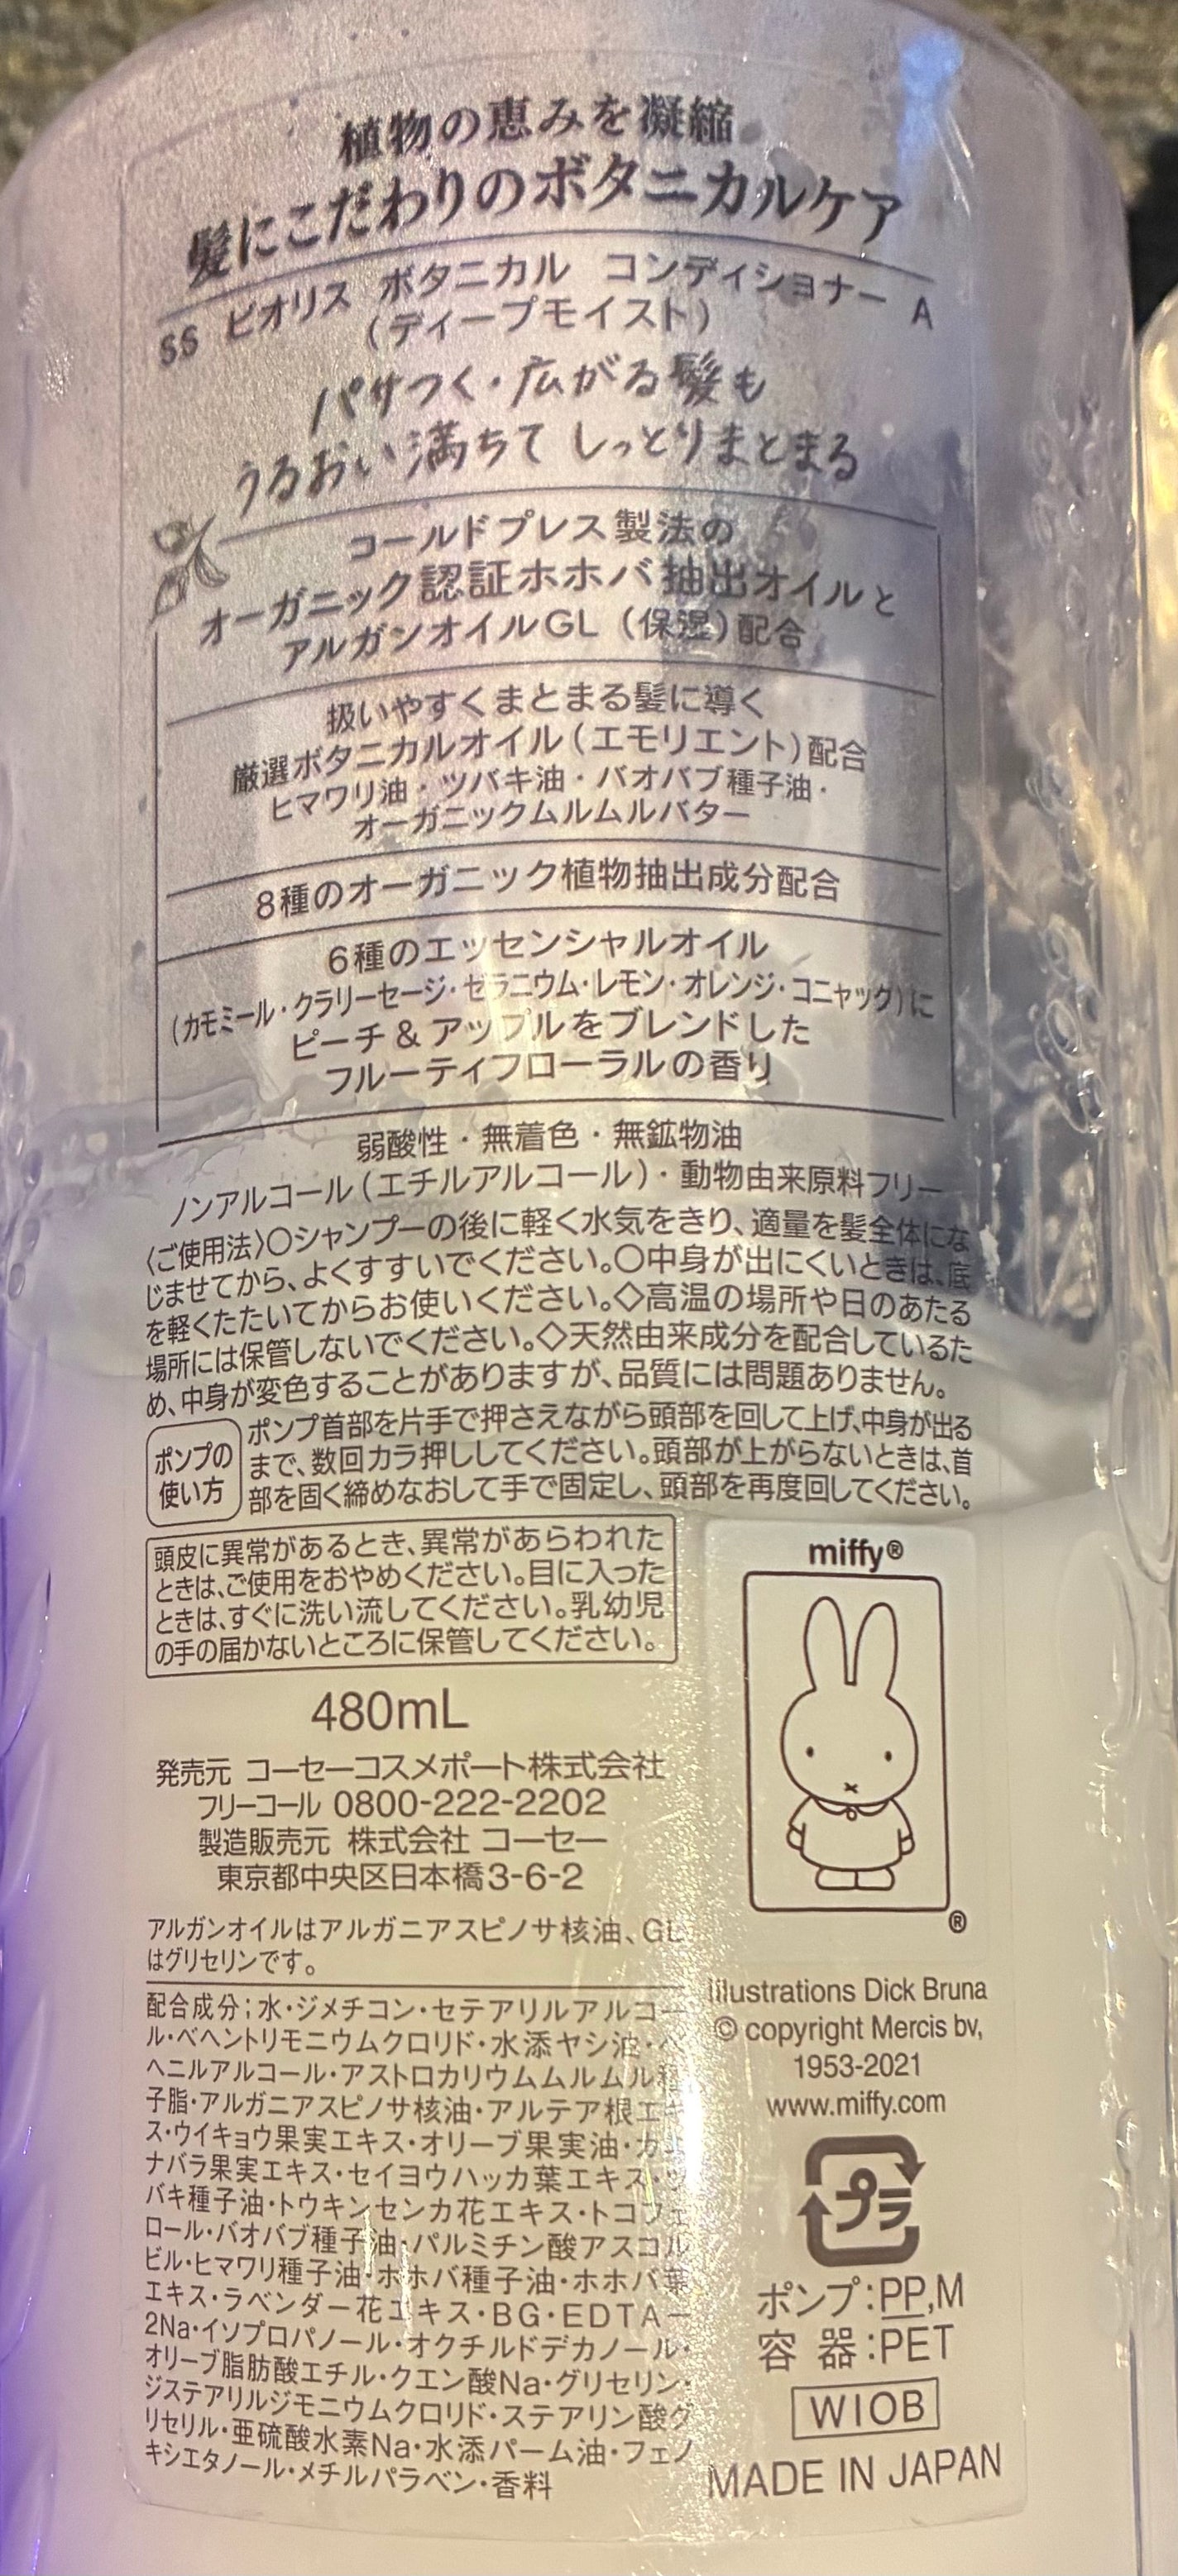 植物の恵みを凝縮
髪にこだわりのボタニカルケア
SS ビオリス ボタニカル コンディショナー A
（ディープモイスト）
パサつく・広がる髪も
うるおい満ちて しっとりまとまる
コールドプレス製法の
オーガニック認証ホホバ抽出オイルと
アルガンオイルGL（保湿）配合
扱いやすくまとまる髪に導く
厳選ボタニカルオイル（エモリエント）配合
ヒマワリ油・ツバキ油・バオバブ種子油・
オーガニックムルムルバター
8種のオーガニック植物抽出成分配合
6種のエッセンシャルオイル
（カモミール・クラリーセージ・ゼラニウム・レモン・オレンジ・コニャック）に
ピーチ＆アップルをブレンドした
フルーティフローラルの香り
弱酸性・無着色・無鉱物油
ノンアルコール（エチルアルコール）・動物由来原料フリー
〈ご使用法〉○シャンプーの後に軽く水気をきり、適量を髪全体にな
じませてから、よくすすいでください。○中身が出にくいときは、底
を軽くたたいてからお使いください。◇高温の場所や日のあたる
場所には保管しないでください。◇天然由来成分を配合しているた
め、中身が変色することがありますが、品質には問題ありません。
ポンプの
使い方
ポンプ首部を片手で押さえながら頭部を回して上げ、中身が出る
まで、数回カラ押ししてください。頭部が上がらないときは、首
部を固く締めなおして手で固定し、頭部を再度回してください。
頭皮に異常があるとき、異常があらわれた
ときは、ご使用をおやめください。目に入った
ときは、すぐに洗い流してください。乳幼児
の手の届かないところに保管してください。
480mL
発売元 コーセーコスメポート株式会社
フリーコール 0800-222-2202
製造販売元 株式会社 コーセー
東京都中央区日本橋3-6-2
アルガンオイルはアルガニアスピノサ核油、GL
はグリセリンです。
配合成分；水・ジメチコン・セテアリルアルコー
ル・ベヘントリモニウムクロリド・水添ヤシ油・ベ
ヘニルアルコール・アストロカリウムムルムル種
子脂・アルガニアスピノサ核油・アルテア根エキ
ス・ウイキョウ果実エキス・オリーブ果実油・カニ
ナバラ果実エキス・セイヨウハッカ葉エキス・ツ
バキ種子油・トウキンセンカ花エキス・トコフェ
ロール・バオバブ種子油・パルミチン酸アスコル
ビル・ヒマワリ種子油・ホホバ種子油・ホホバ葉
エキス・ラベンダー花エキス・BG・EDTA－
2Na・イソプロパノール・オクチルドデカノール・
オリーブ脂肪酸エチル・クエン酸Na・グリセリン・
ジステアリルジモニウムクロリド・ステアリン酸グ
リセリル・亜硫酸水素Na・水添パーム油・フェノ
キシエタノール・メチルパラベン・香料
miffy®
®
Illustrations Dick Bruna
© copyright Mercis bv,
1953-2021
www.miffy.com
プラ
ポンプ：PP,M
容 器：PET
WIOB
MADE IN JAPAN